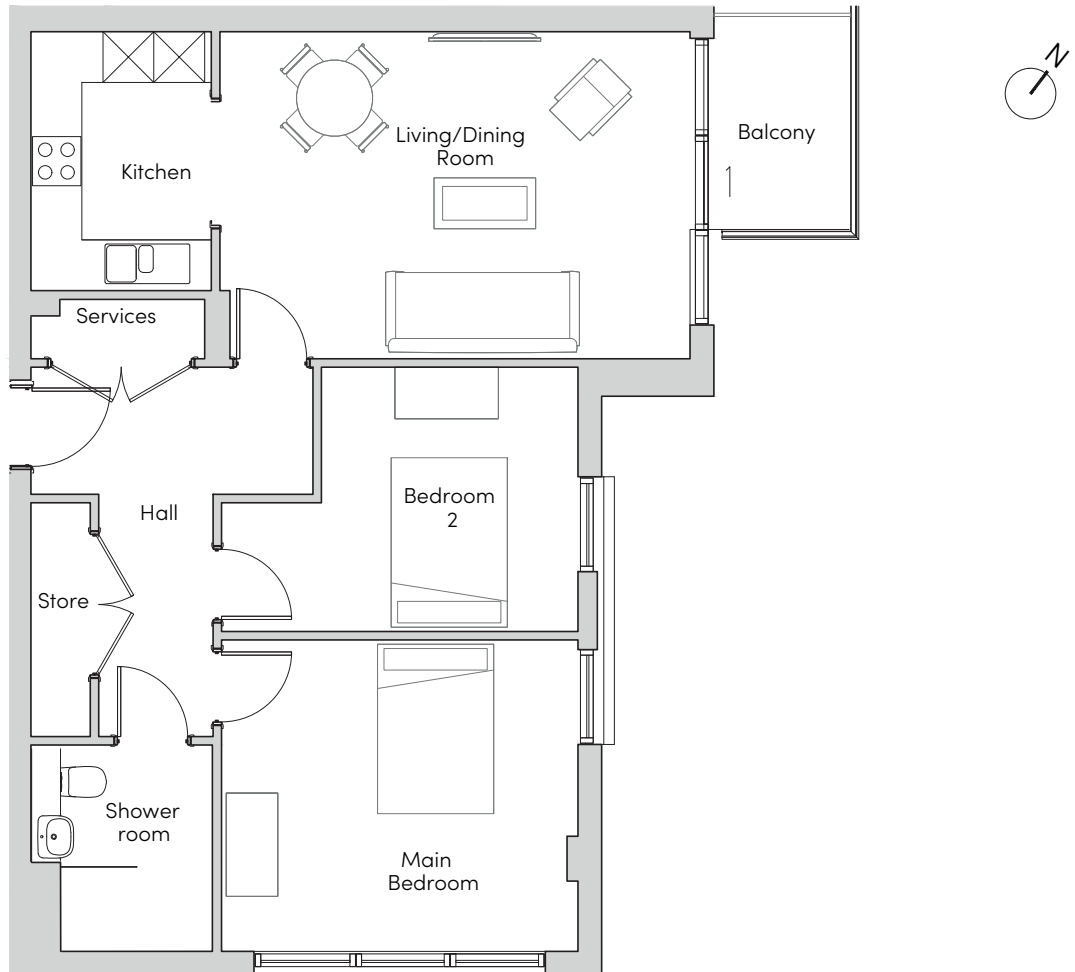 N
Living/Dining
Room
Balcony
Kitchen
1
Services
Bedroom
2
Hall
Store
Shower
room
Main
Bedroom